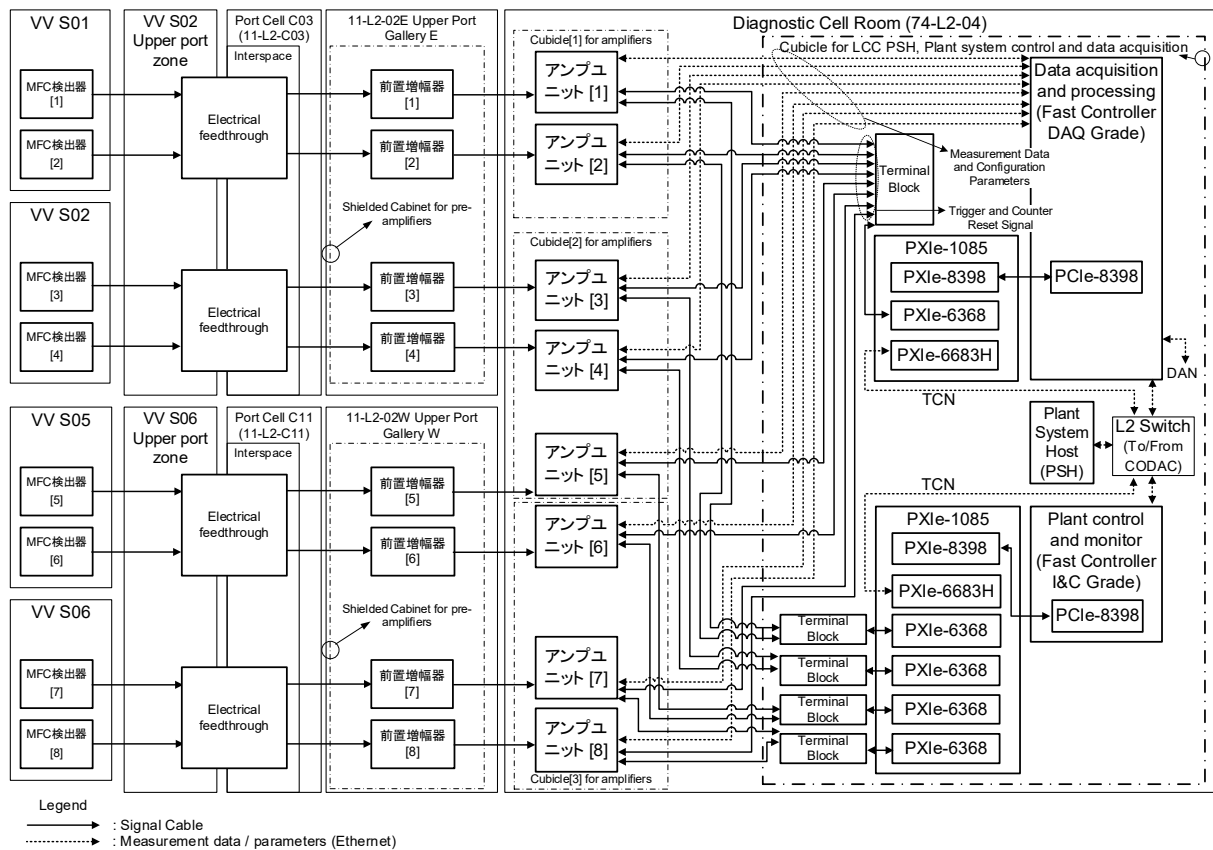 VV S01
MFC検出器
[1]
MFC検出器
[2]
VV S02
MFC検出器
[3]
MFC検出器
[4]
VV S05
MFC検出器
[5]
MFC検出器
[6]
VV S06
MFC検出器
[7]
MFC検出器
[8]
VV S02
Upper port
zone
Electrical
feedthrough
Electrical
feedthrough
VV S06
Upper port
zone
Electrical
feedthrough
Electrical
feedthrough
Port Cell C03
(11-L2-C03)
Interspace
Port Cell C11
(11-L2-C11)
Interspace
11-L2-02E Upper Port
Gallery E
前置増幅器
[1]
前置増幅器
[2]
Shielded Cabinet for pre-
amplifiers
前置増幅器
[3]
前置増幅器
[4]
11-L2-02W Upper Port
Gallery W
前置増幅器
[5]
前置増幅器
[6]
Shielded Cabinet for pre-
amplifiers
前置増幅器
[7]
前置増幅器
[8]
Diagnostic Cell Room (74-L2-04)
Cubicle[1] for amplifiers
アンプユ
ニット [1]
アンプユ
ニット [2]
Cubicle[2] for amplifiers
アンプユ
ニット [3]
アンプユ
ニット [4]
アンプユ
ニット [5]
アンプユ
ニット [6]
アンプユ
ニット [7]
アンプユ
ニット [8]
Cubicle[3] for amplifiers
Cubicle for LCC PSH, Plant system control and data acquisition
Data acquisition
and processing
(Fast Controller
DAQ Grade)
PCIe-8398
Terminal
Block
Measurement Data
and Configuration
Parameters
Trigger and Counter
Reset Signal
PXIe-1085
PXIe-8398
PXIe-6368
PXIe-6683H
DAN
TCN
Plant
System
Host
(PSH)
L2 Switch
(To/From
CODAC)
TCN
PXIe-1085
PXIe-8398
PXIe-6683H
PXIe-6368
PXIe-6368
PXIe-6368
PXIe-6368
Plant control
and monitor
(Fast Controller
I&C Grade)
PCIe-8398
Terminal
Block
Terminal
Block
Terminal
Block
Terminal
Block
Legend
: Signal Cable
: Measurement data / parameters (Ethernet)